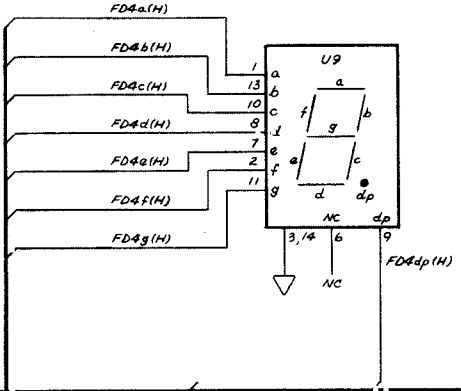 FD4a(H)
FD4b(H)
FD4c(H)
FD4d(H)
FD4e(H)
FD4f(H)
FD4g(H)
U9
1 a
13 b
10 c
8 d
7 e
2 f
11 g
a
f b
g
e c
d dp
NC dp
3,14 6 9
NC
FD4dp(H)